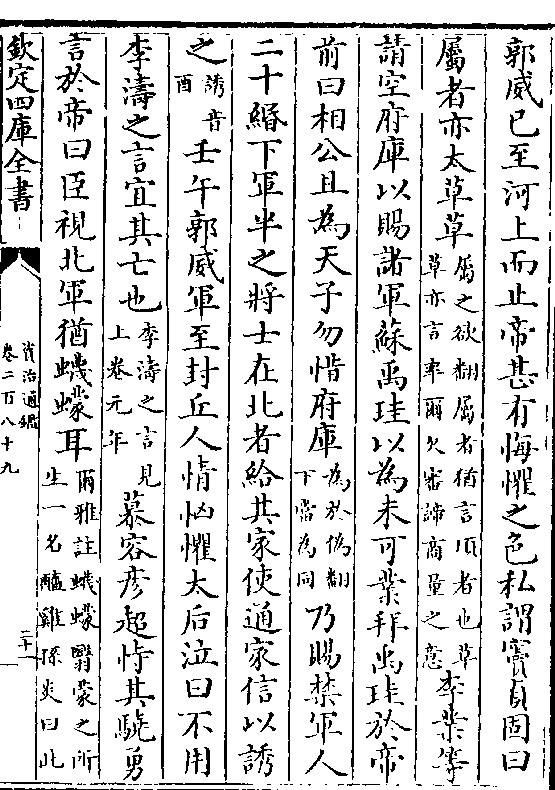 郭威已至河上而止帝甚有悔懼之色私謂竇貞固曰
屬者亦太草草屬之欲翻屬者猶言頃者也草草亦言率爾欠審諦商量之意李業等
請空府庫以賜諸軍蘇禹珪以為未可業拜禹珪於帝
前曰相公且為天子勿惜府庫為於偽翻下當為同乃賜禁軍人
二十緡下軍半之將士在北者給其家使通家信以誘
之誘音酉壬午郭威軍至封丘人情恟懼太后泣曰不用
李濤之言宜其亡也李濤之言見上卷元年慕容彥超恃其驍勇
言於帝曰臣視北軍猶蠛蠓耳爾雅註蠛蠓翳蒙之所生一名醯雞孫炎曰此
欽定四庫全書
資治通鑑
卷二百八十九
三十一